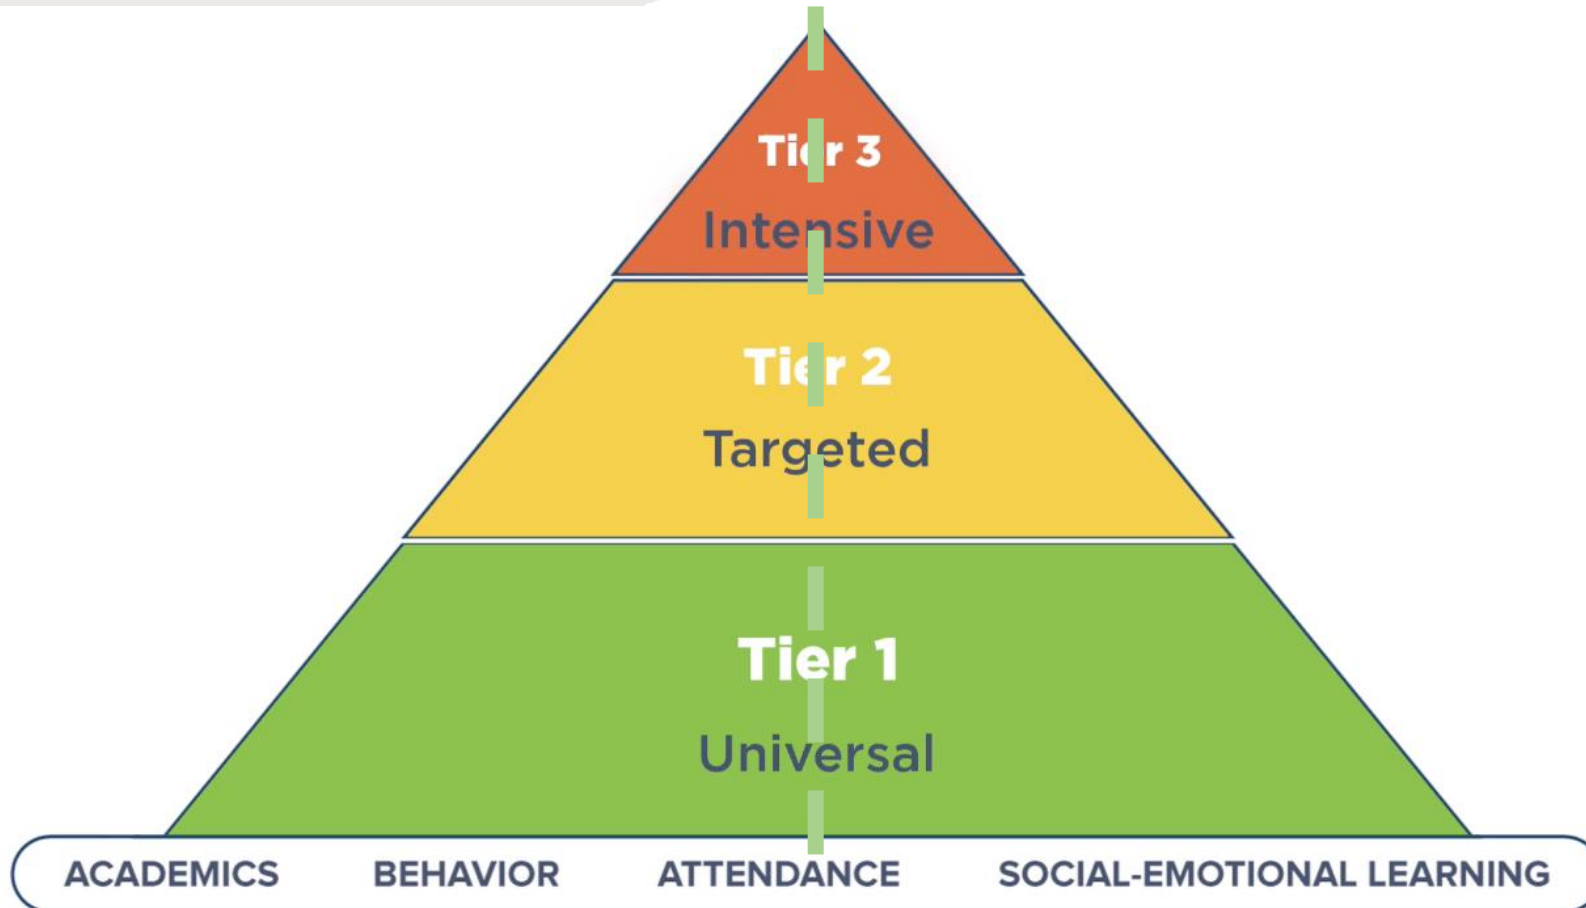 Tier 3
Intensive
Tier 2
Targeted
Tier 1
Universal
ACADEMICS BEHAVIOR ATTENDANCE SOCIAL-EMOTIONAL LEARNING